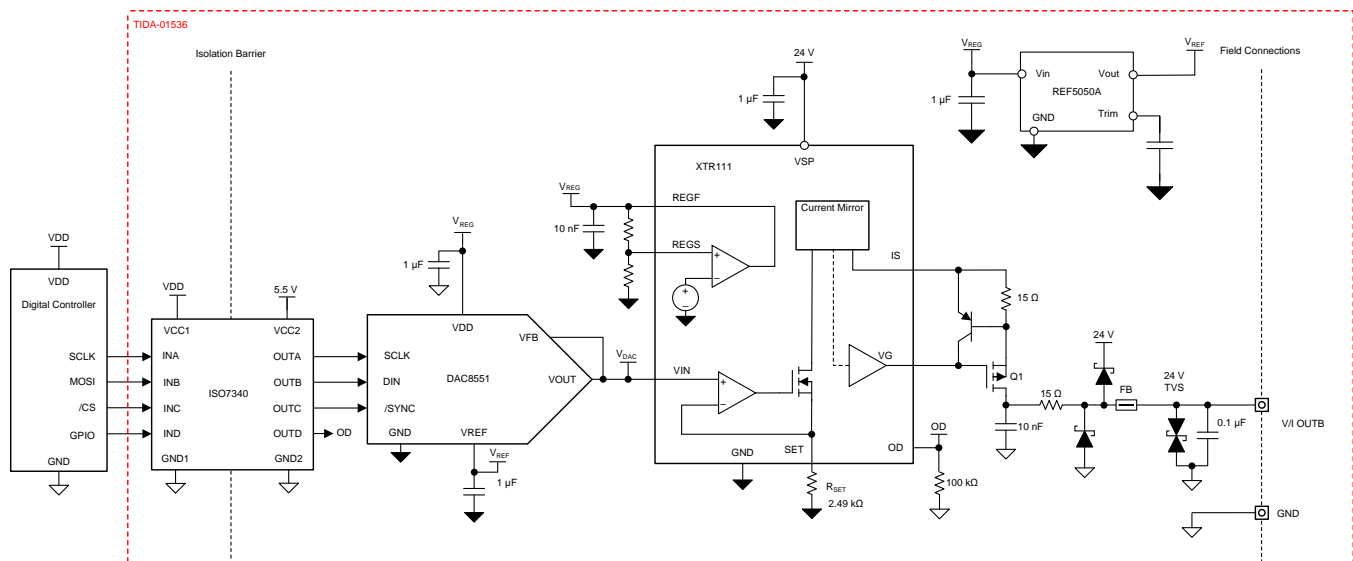 TIDA-01536
Isolation Barrier
Field Connections
24 V
1 µF
VREG
Vin
Vout
VREF
REF5050A
1 µF
Trim
GND
VSP
XTR111
VREG
REGF
10 nF
REGS
Current Mirror
IS
15 Ω
VREG
1 µF
VDD
VDD
Digital Controller
SCLK
MOSI
/CS
GPIO
GND
VDD
5.5 V
VCC1
VCC2
INA
OUTA
INB
OUTB
INC
OUTC
IND
OUTD
OD
GND1
GND2
ISO7340
VDD
VFB
SCLK
DIN
DAC8551
VOUT
/SYNC
GND
VREF
VREF
1 µF
VDAC
VIN
VG
Q1
SET
GND
OD
OD
RSET
2.49 kΩ
100 kΩ
15 Ω
10 nF
24 V
FB
24 V
TVS
0.1 µF
V/I OUTB
GND